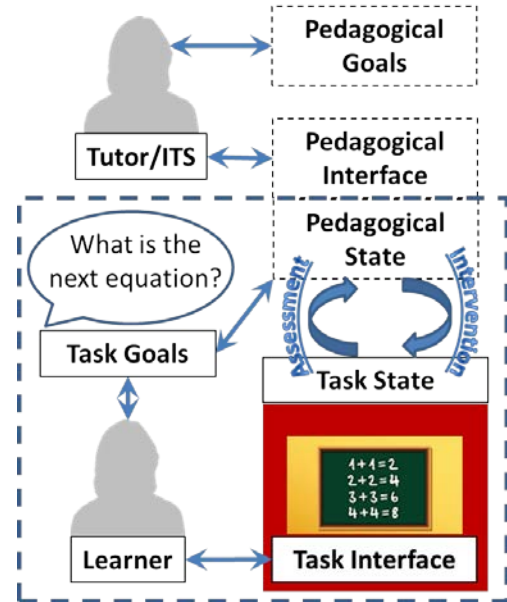 Pedagogical
Goals
Tutor/ITS
Pedagogical
Interface
Pedagogical
State
What is the
next equation?
Assessment
Intervention
Task Goals
Task State
1+1=2
2+2=4
3+3=6
4+4=8
Learner
Task Interface